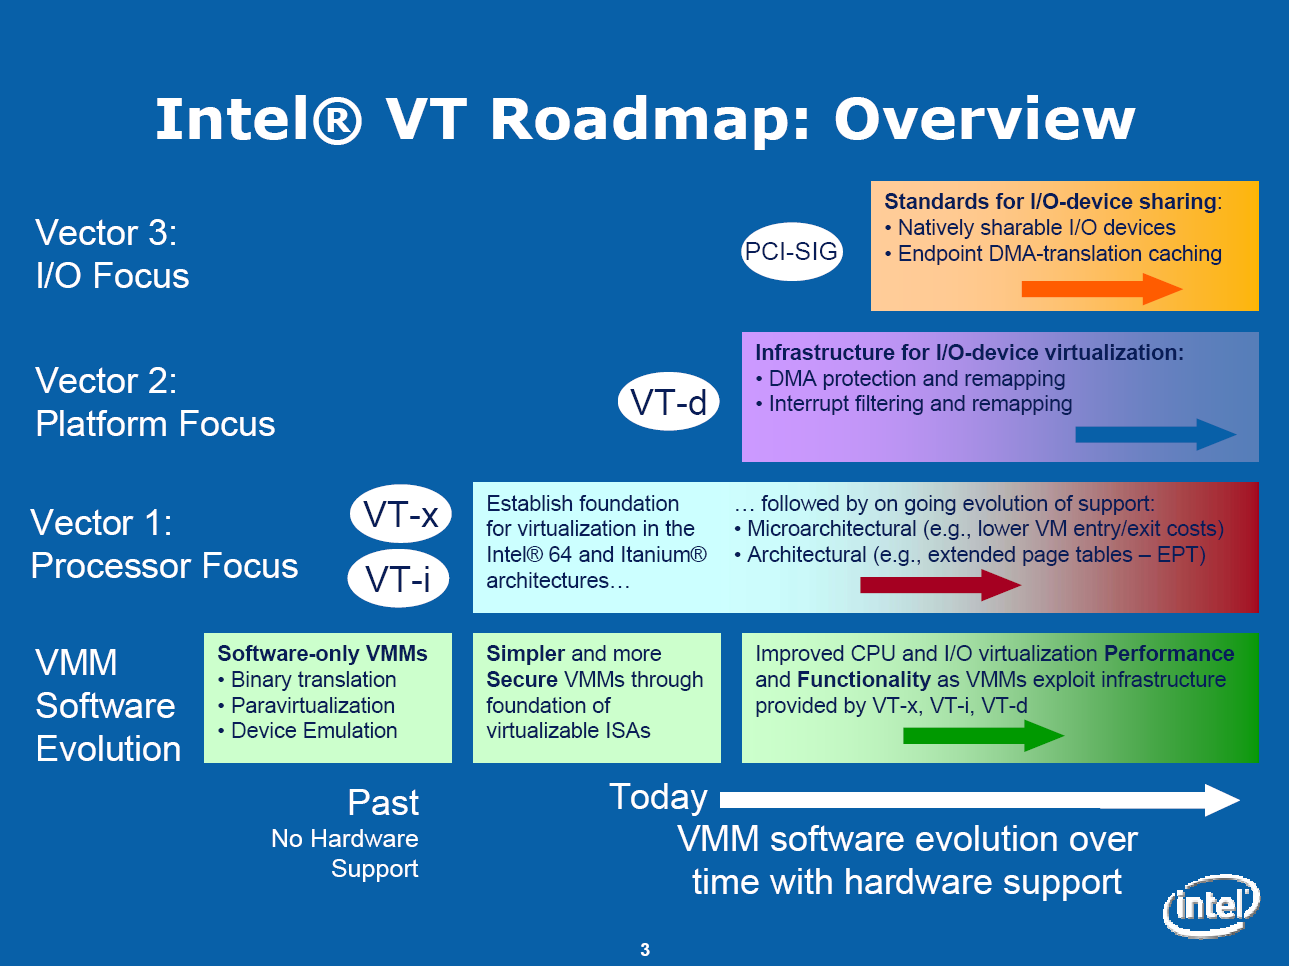 Intel® VT Roadmap: Overview
Vector 3:
I/O Focus
PCI-SIG
Standards for I/O-device sharing:
• Natively sharable I/O devices
• Endpoint DMA-translation caching
Vector 2:
Platform Focus
VT-d
Infrastructure for I/O-device virtualization:
• DMA protection and remapping
• Interrupt filtering and remapping
Vector 1:
Processor Focus
VT-x
VT-i
Establish foundation
for virtualization in the
Intel® 64 and Itanium®
architectures…
… followed by on going evolution of support:
• Microarchitectural (e.g., lower VM entry/exit costs)
• Architectural (e.g., extended page tables – EPT)
VMM
Software
Evolution
Software-only VMMs
• Binary translation
• Paravirtualization
• Device Emulation
Simpler and more
Secure VMMs through
foundation of
virtualizable ISAs
Improved CPU and I/O virtualization Performance
and Functionality as VMMs exploit infrastructure
provided by VT-x, VT-i, VT-d
Past
No Hardware
Support
Today
VMM software evolution over
time with hardware support
intel
3